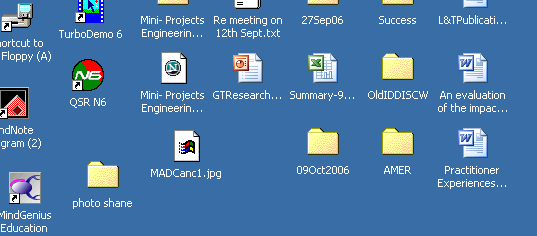 ortcut to
Floppy (A)
TurboDemo 6
Mini- Projects
Engineerin...
Re meeting on
12th Sept.txt
27Sep06
Success
L&TPublicati...
ndNote
gram (2)
N6
QSR N6
Mini- Projects
Engineerin...
GTResearch...
Summary-9...
OldIDDISCW
An evaluation
of the impac...
MindGenius
Education
photo shane
MADCanc1.jpg
09Oct2006
AMER
Practitioner
Experiences...